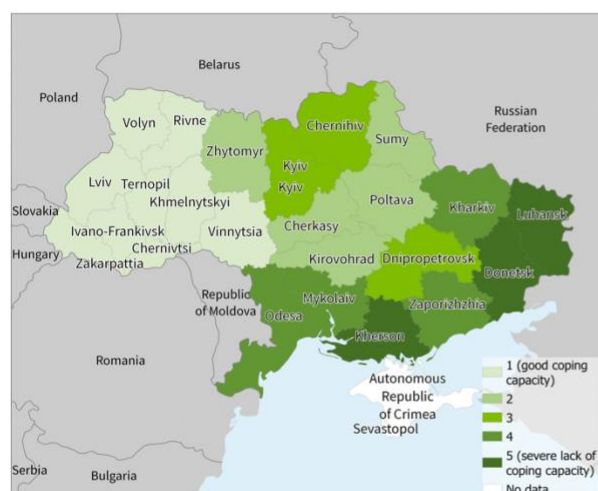 Belarus
Poland
Russian
Federation
Volyn
Rivne
Chernihiv
Zhytomyr
Sumy
Kyiv
Kyiv
Lviv
Ternopil
Khmelnytskyi
Poltava
Kharkiv
Luhansk
Slovakia
Ivano-Frankivsk
Vinnytsia
Cherkasy
Chernivtsi
Hungary
Zakarpattia
Kirovohrad
Dnipropetrovsk
Donetsk
Republic
of Moldova
Mykolaiv
Zaporizhzhia
Odesa
Kherson
Romania
Autonomous
Republic
of Crimea
Sevastopol
Serbia
Bulgaria
1 (good coping
capacity)
2
3
4
5 (severe lack of
coping capacity)
No data